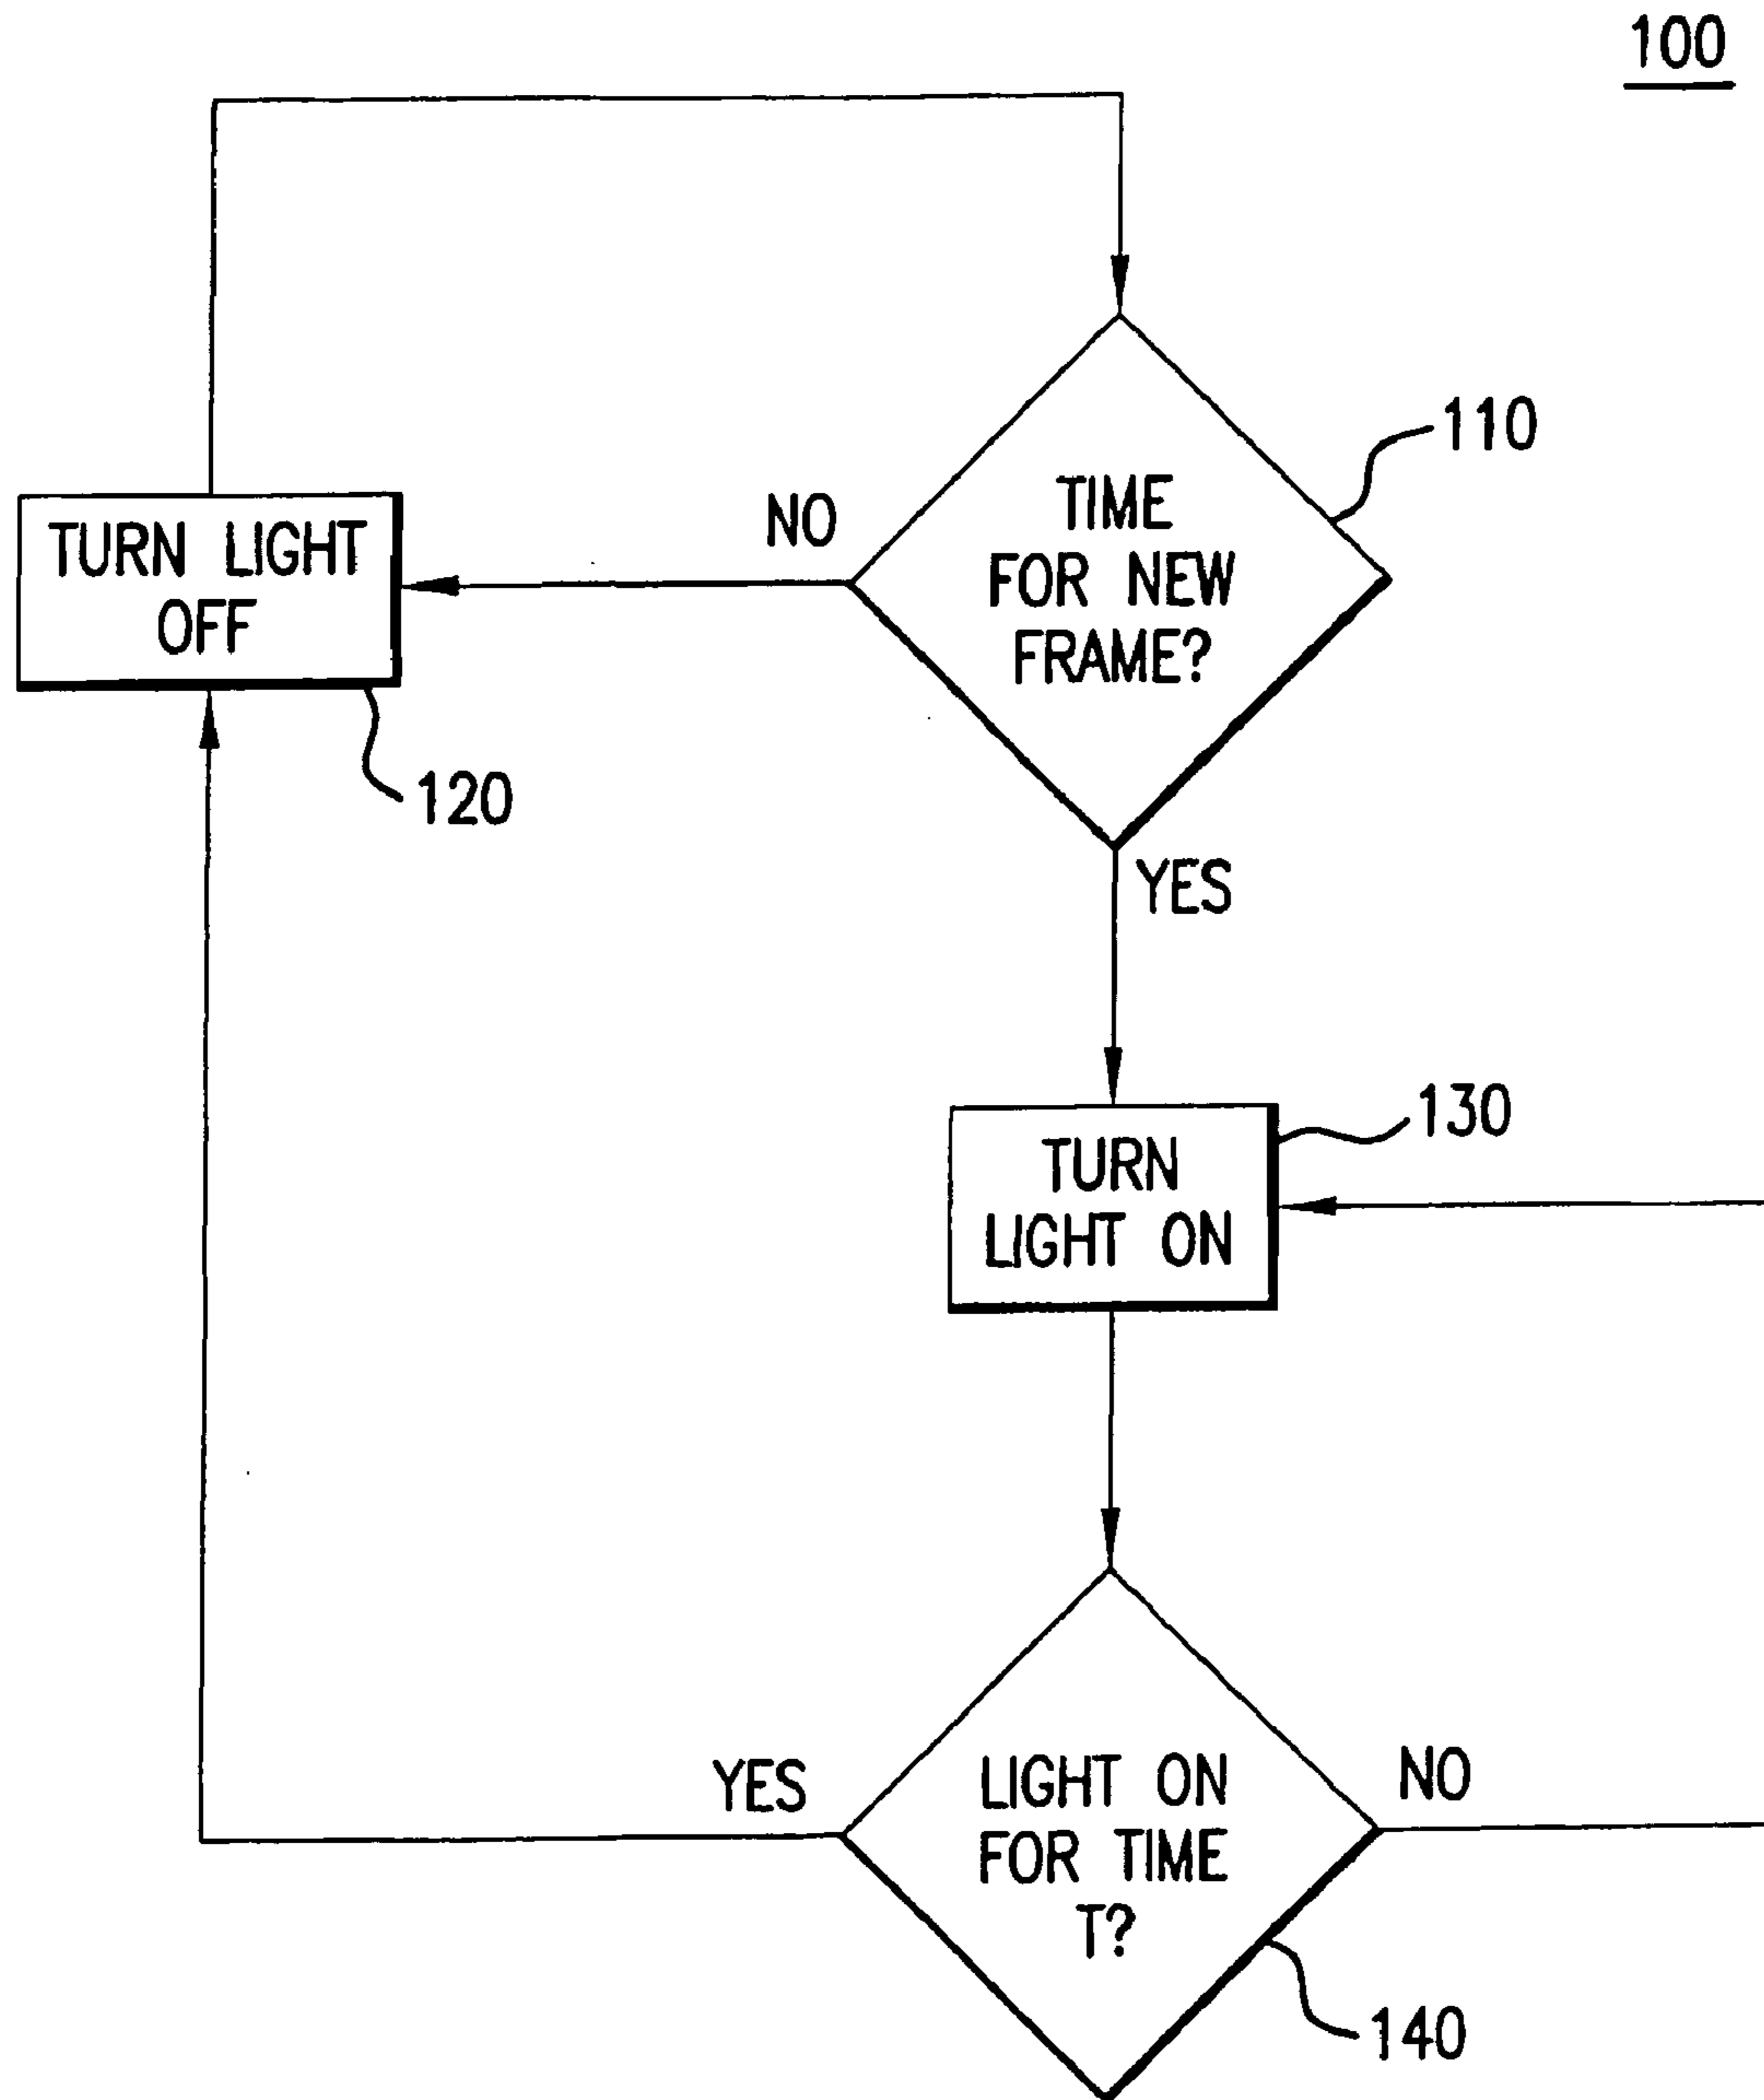 100
TIME
FOR NEW
FRAME?
110
NO
TURN LIGHT
OFF
120
YES
TURN
LIGHT ON
130
LIGHT ON
FOR TIME
T?
YES
NO
140